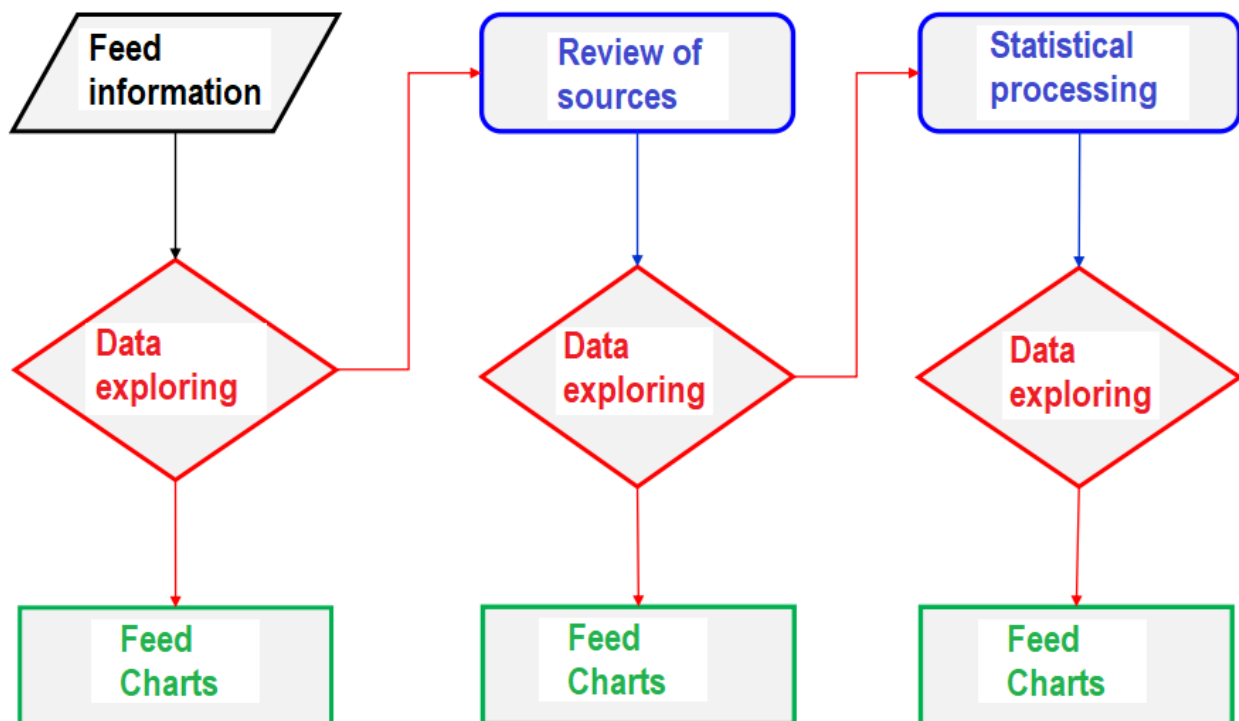 Feed
information
Review of
sources
Statistical
processing
Data
exploring
Data
exploring
Data
exploring
Feed
Charts
Feed
Charts
Feed
Charts